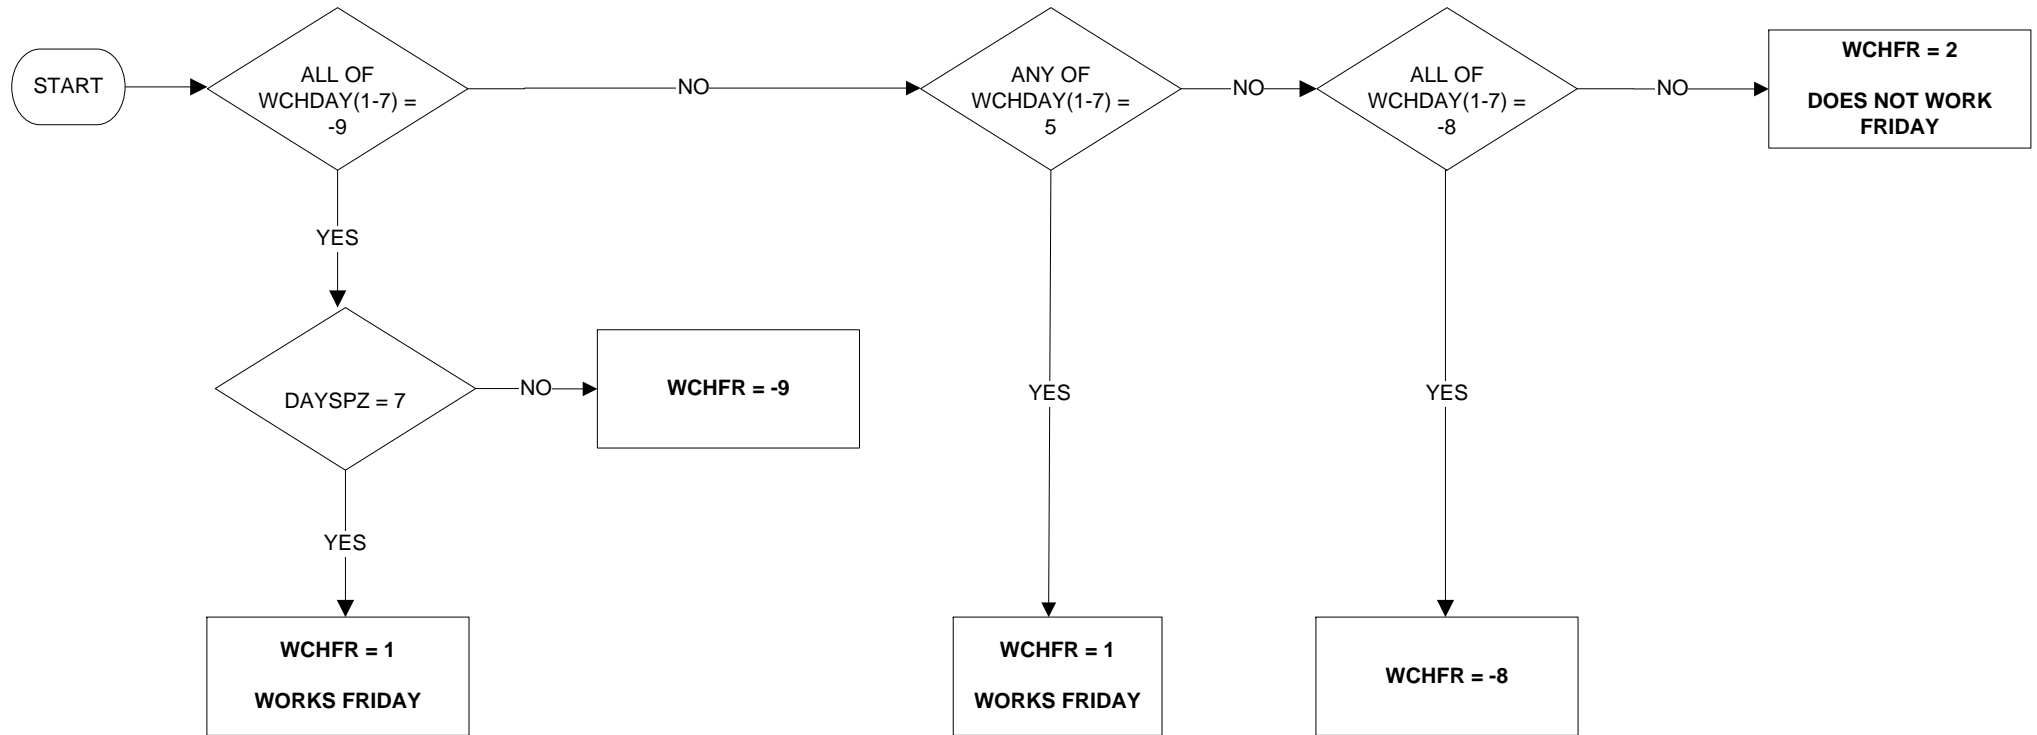 START
ALL OF
WCHDAY(1-7) =
-9
NO
ANY OF
WCHDAY(1-7) =
5
NO
ALL OF
WCHDAY(1-7) =
-8
NO
WCHFR = 2
DOES NOT WORK
FRIDAY
YES
DAYSPZ = 7
NO
WCHFR = -9
YES
YES
YES
WCHFR = 1
WORKS FRIDAY
WCHFR = 1
WORKS FRIDAY
WCHFR = -8